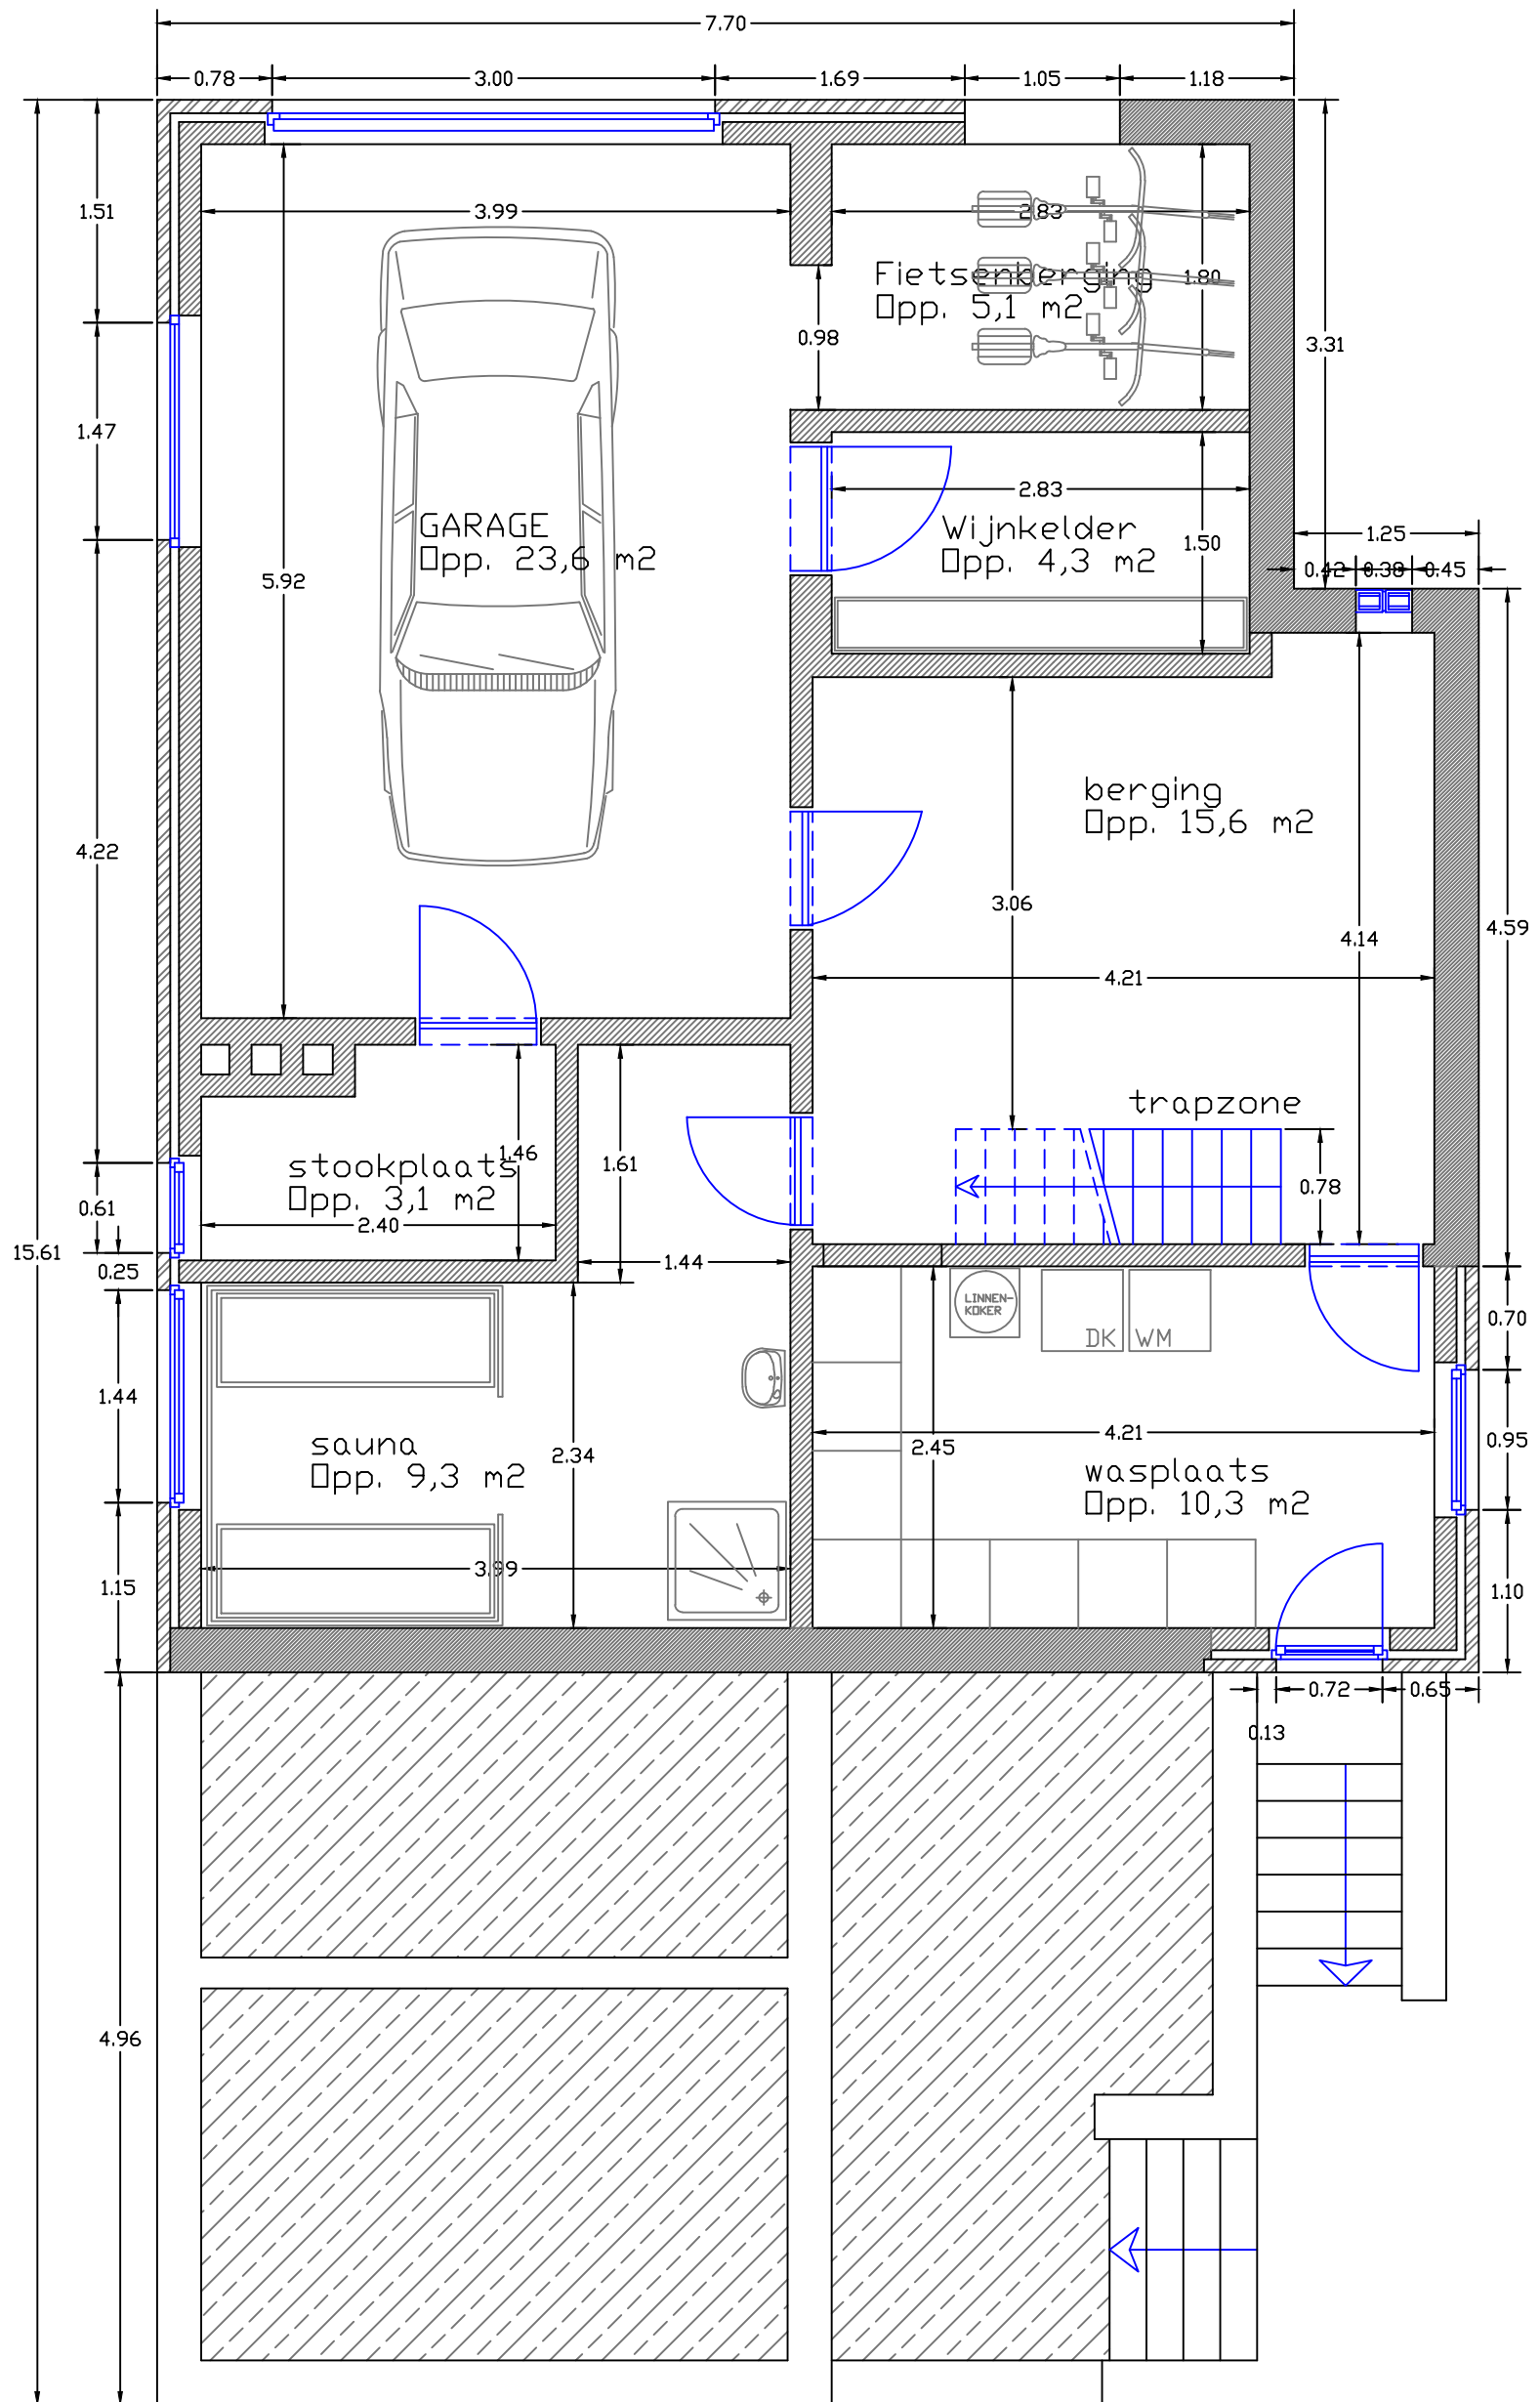 7.70
0.78
3.00
1.69
1.05
1.18
1.51
3.99
2.83
Fietsenberging
Opp. 5,1 m2
1.80
0.98
3.31
1.47
GARAGE
Opp. 23,6 m2
2.83
Wijnkelder
Opp. 4,3 m2
1.50
1.25
0.42
0.38
0.45
5.92
berging
Opp. 15,6 m2
4.22
3.06
4.14
4.59
4.21
trapzone
stookplaats
Opp. 3,1 m2
1.46
1.61
0.78
0.61
2.40
15.61
0.25
1.44
LINNEN-
KOKER
DK
WM
0.70
1.44
sauna
Opp. 9,3 m2
2.34
2.45
4.21
0.95
wasplaats
Opp. 10,3 m2
3.99
1.15
1.10
0.72
0.65
0.13
4.96